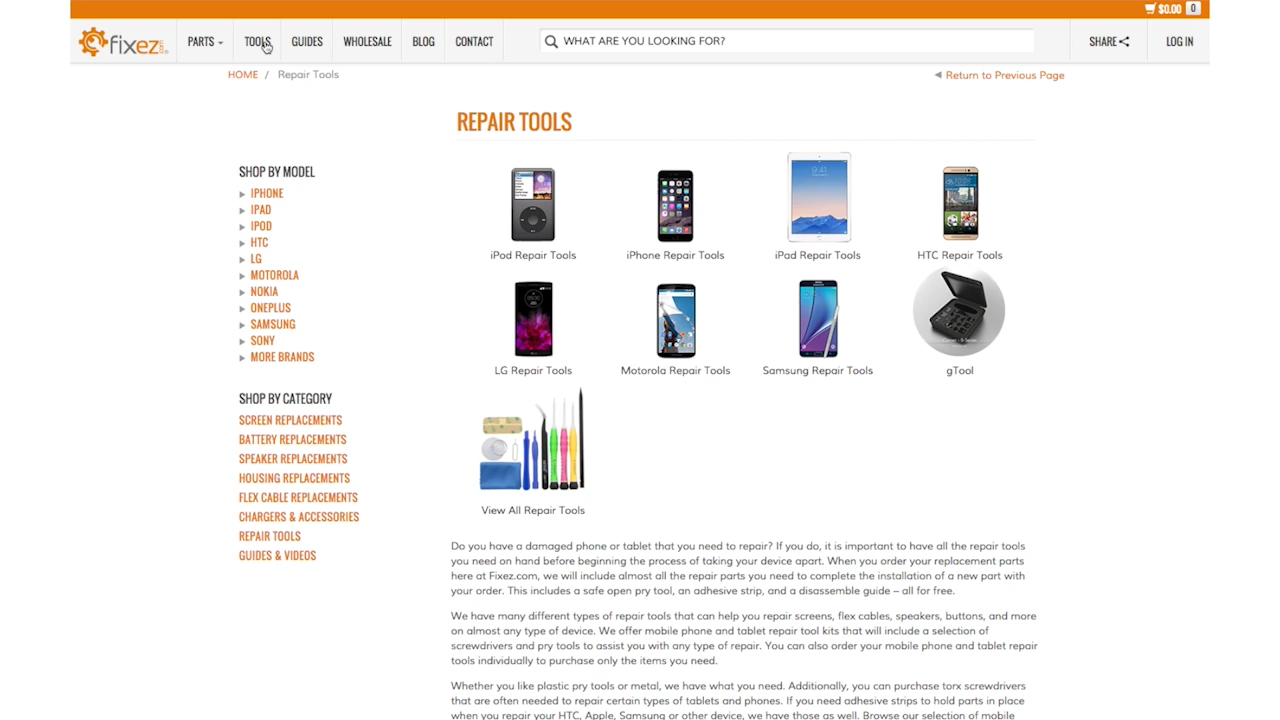 $0.00 0
fixez.com PARTS TOOLS GUIDES WHOLESALE BLOG CONTACT WHAT ARE YOU LOOKING FOR? SHARE LOG IN
HOME / Repair Tools Return to Previous Page
REPAIR TOOLS
SHOP BY MODEL
IPHONE
IPAD
IPOD
HTC
LG
MOTOROLA
NOKIA
ONEPLUS
SAMSUNG
SONY
MORE BRANDS
SHOP BY CATEGORY
SCREEN REPLACEMENTS
BATTERY REPLACEMENTS
SPEAKER REPLACEMENTS
HOUSING REPLACEMENTS
FLEX CABLE REPLACEMENTS
CHARGERS & ACCESSORIES
REPAIR TOOLS
GUIDES & VIDEOS
iPod Repair Tools iPhone Repair Tools iPad Repair Tools HTC Repair Tools
LG Repair Tools Motorola Repair Tools Samsung Repair Tools gTool
View All Repair Tools
Do you have a damaged phone or tablet that you need to repair? If you do, it is important to have all the repair tools
you need on hand before beginning the process of taking your device apart. When you order your replacement parts
here at Fixez.com, we will include almost all the repair parts you need to complete the installation of a new part with
your order. This includes a safe open pry tool, an adhesive strip, and a disassemble guide – all for free.
We have many different types of repair tools that can help you repair screens, flex cables, speakers, buttons, and more
on almost any type of device. We offer mobile phone and tablet repair tool kits that will include a selection of
screwdrivers and pry tools to assist you with any type of repair. You can also order your mobile phone and tablet repair
tools individually to purchase only the items you need.
Whether you like plastic pry tools or metal, we have what you need. Additionally, you can purchase torx screwdrivers
that are often needed to repair certain types of tablets and phones. If you need adhesive strips to hold parts in place
when you repair your HTC, Apple, Samsung or other device, we have those as well. Browse our selection of mobile